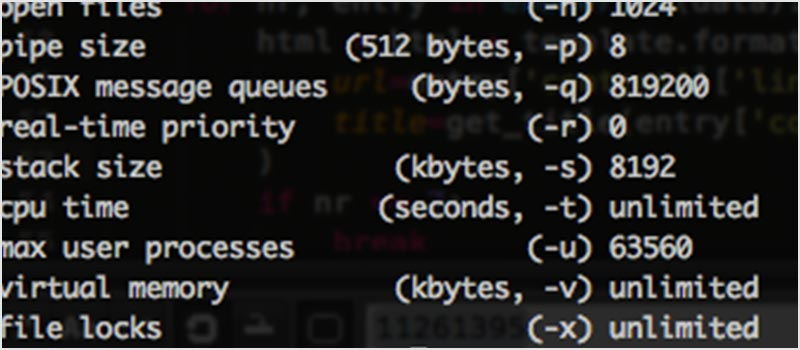 open files (-n) 1024
pipe size (512 bytes, -p) 8
POSIX message queues (bytes, -q) 819200
real-time priority (-r) 0
stack size (kbytes, -s) 8192
cpu time (seconds, -t) unlimited
max user processes (-u) 63560
virtual memory (kbytes, -v) unlimited
file locks (-x) unlimited